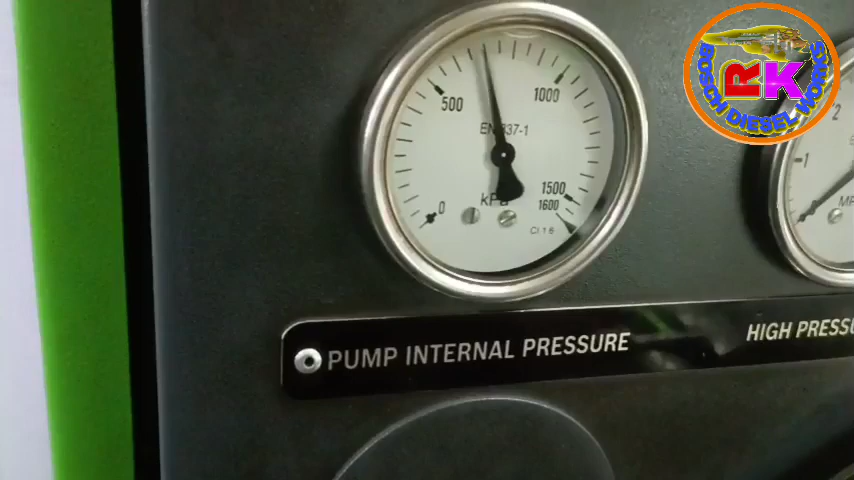 500
1000
EN 837-1
kPa
0
1500
1600
Cl 1.6
PUMP INTERNAL PRESSURE
HIGH PRESSU
1
2
MP
BOSCH DIESEL WORKS
RK